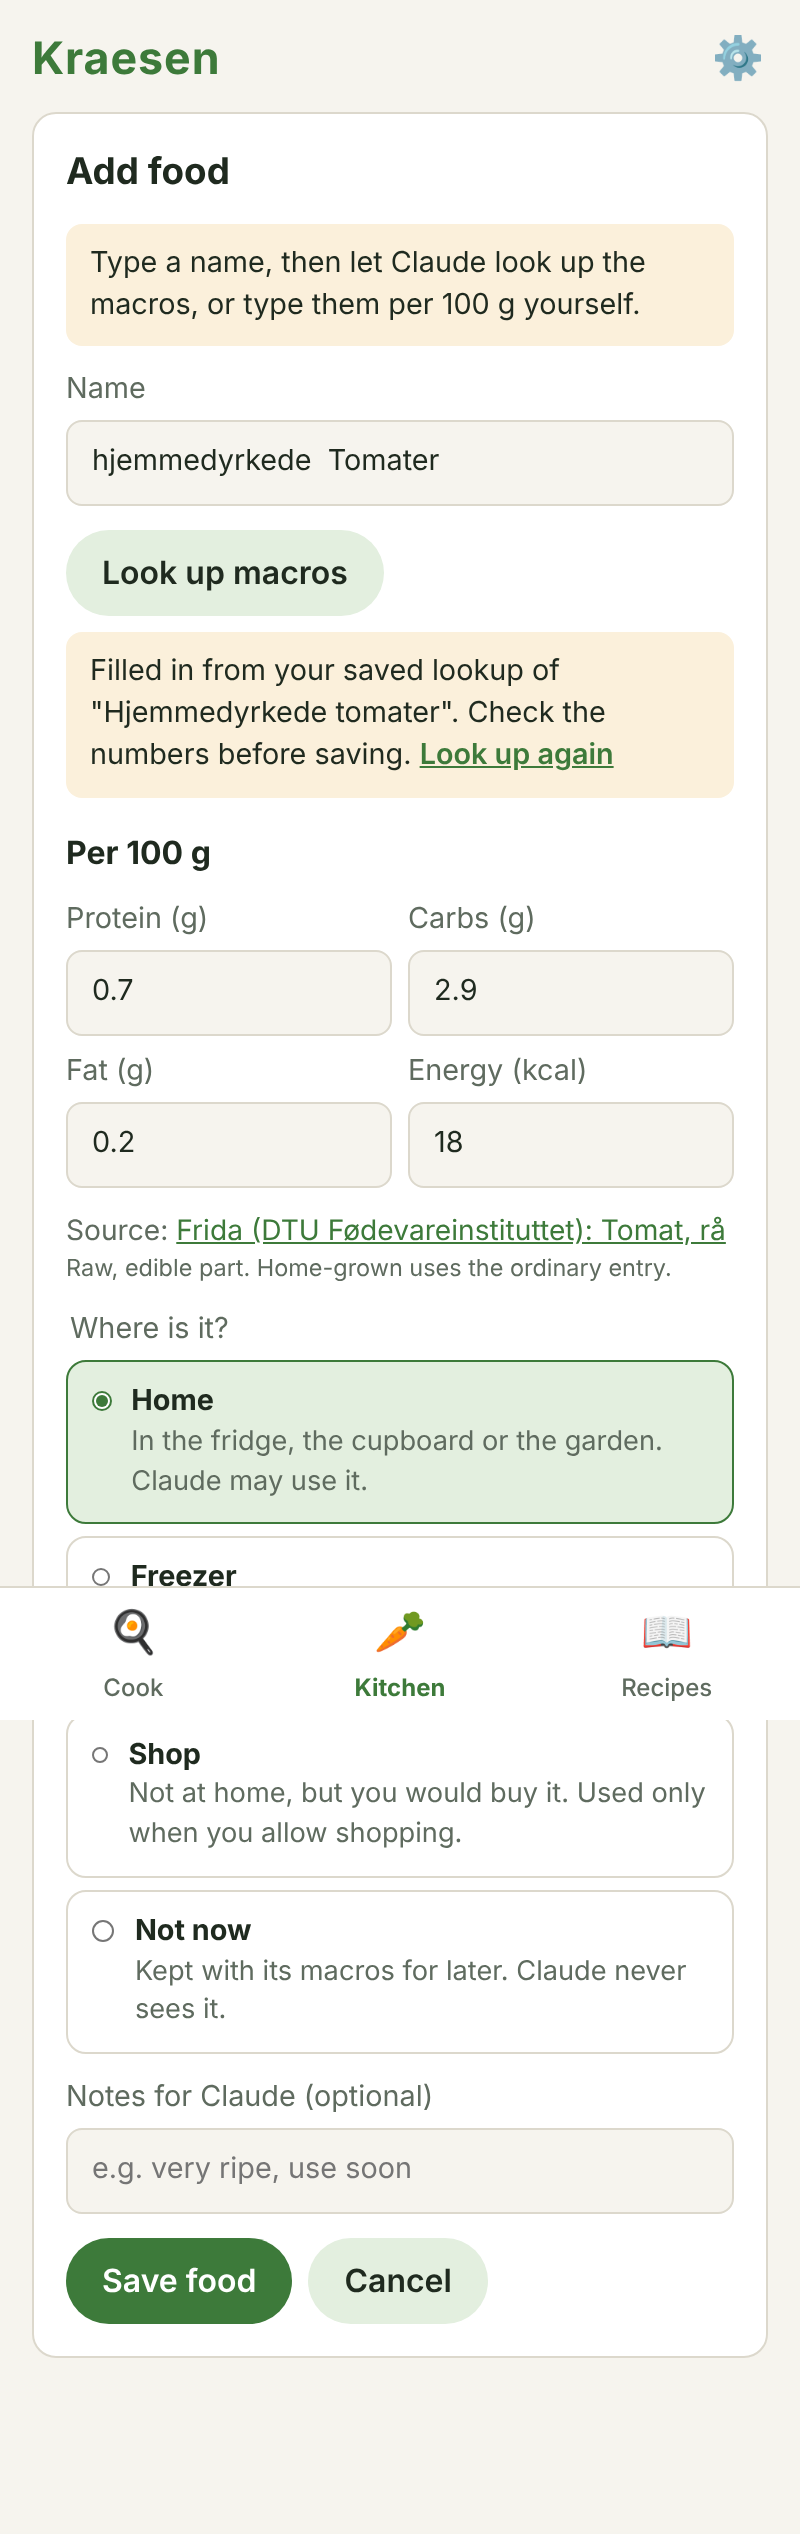 Kraesen
Add food
Type a name, then let Claude look up the
macros, or type them per 100 g yourself.
Name
hjemmedyrkede  Tomater
Look up macros
Filled in from your saved lookup of
"Hjemmedyrkede tomater". Check the
numbers before saving. Look up again
Per 100 g
Protein (g)
Carbs (g)
0.7
2.9
Fat (g)
Energy (kcal)
0.2
18
Source: Frida (DTU Fødevareinstituttet): Tomat, rå
Raw, edible part. Home-grown uses the ordinary entry.
Where is it?
Home
In the fridge, the cupboard or the garden.
Claude may use it.
Freezer
Cook
Kitchen
Recipes
Shop
Not at home, but you would buy it. Used only
when you allow shopping.
Not now
Kept with its macros for later. Claude never
sees it.
Notes for Claude (optional)
e.g. very ripe, use soon
Save food
Cancel